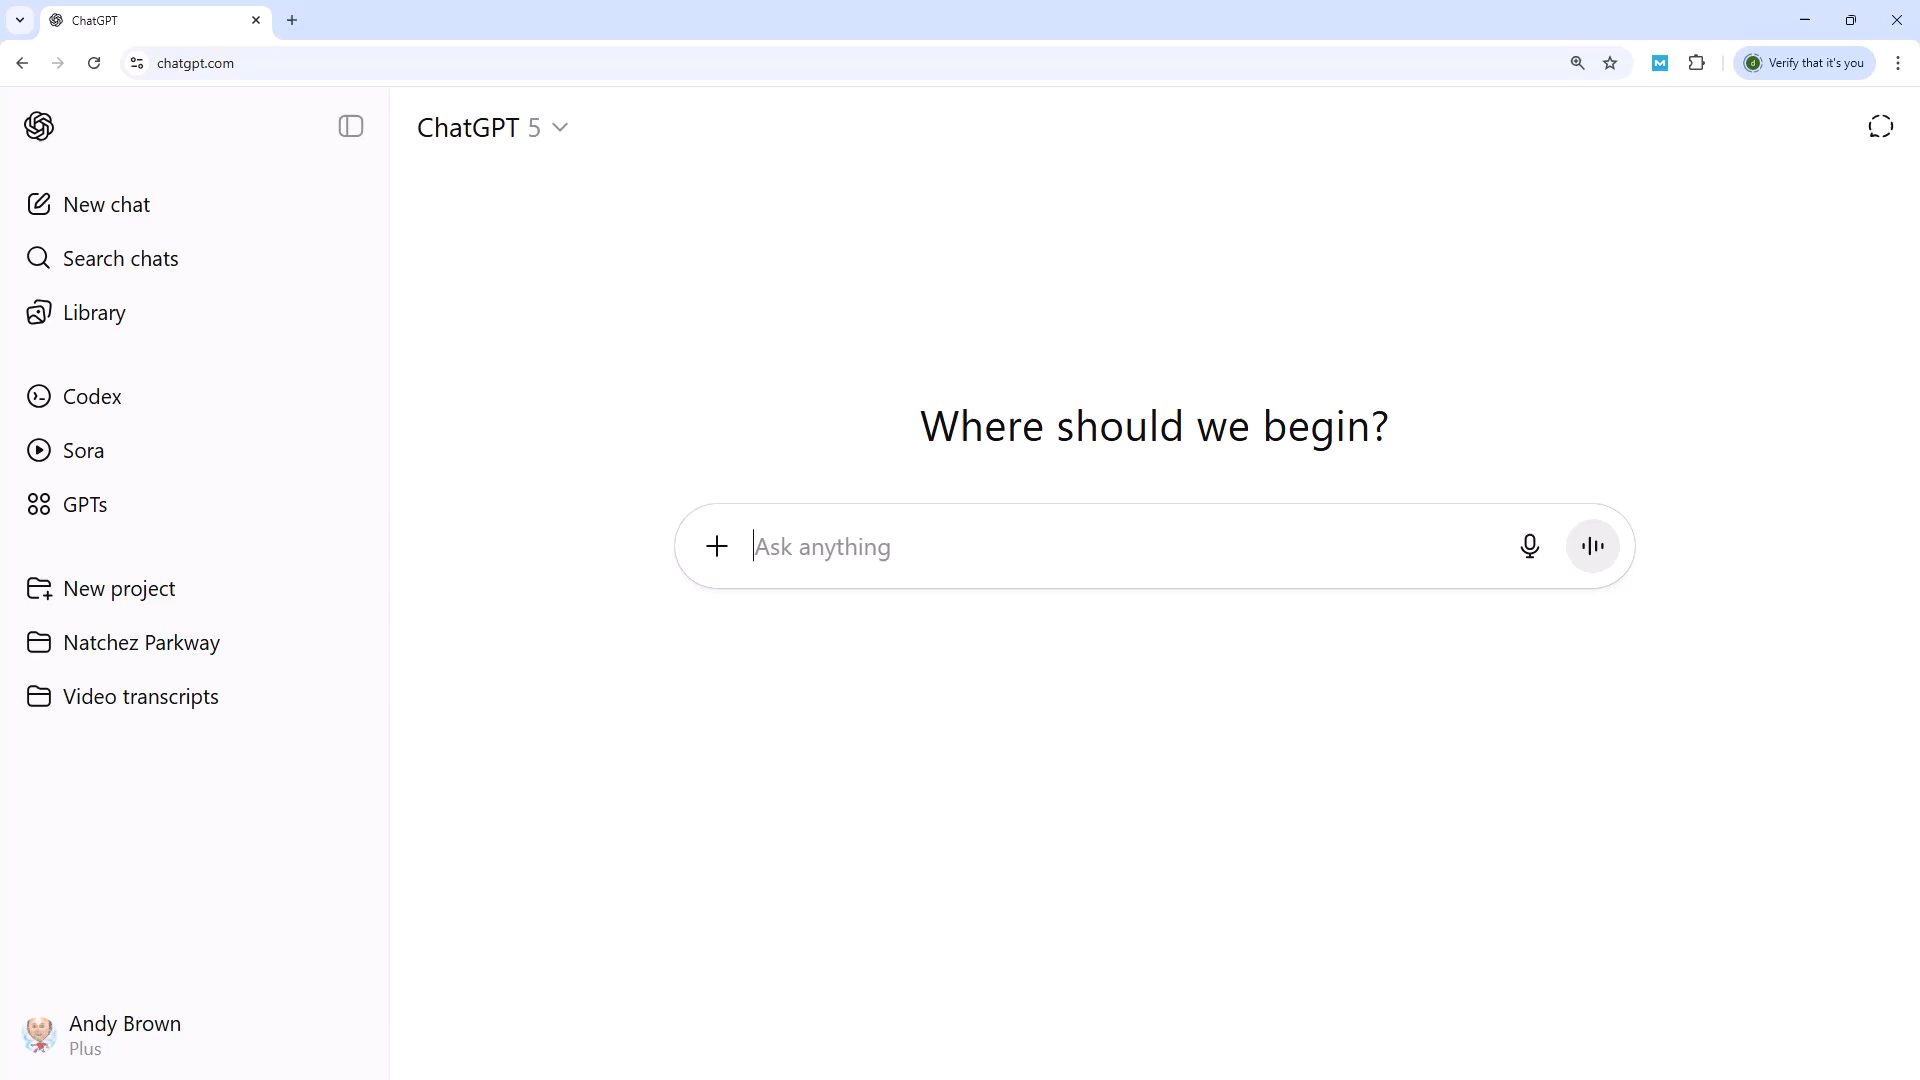 ChatGPT
chatgpt.com
Verify that it's you
ChatGPT 5
New chat
Search chats
Library
Codex
Sora
GPTs
New project
Natchez Parkway
Video transcripts
Andy Brown
Plus
Where should we begin?
Ask anything